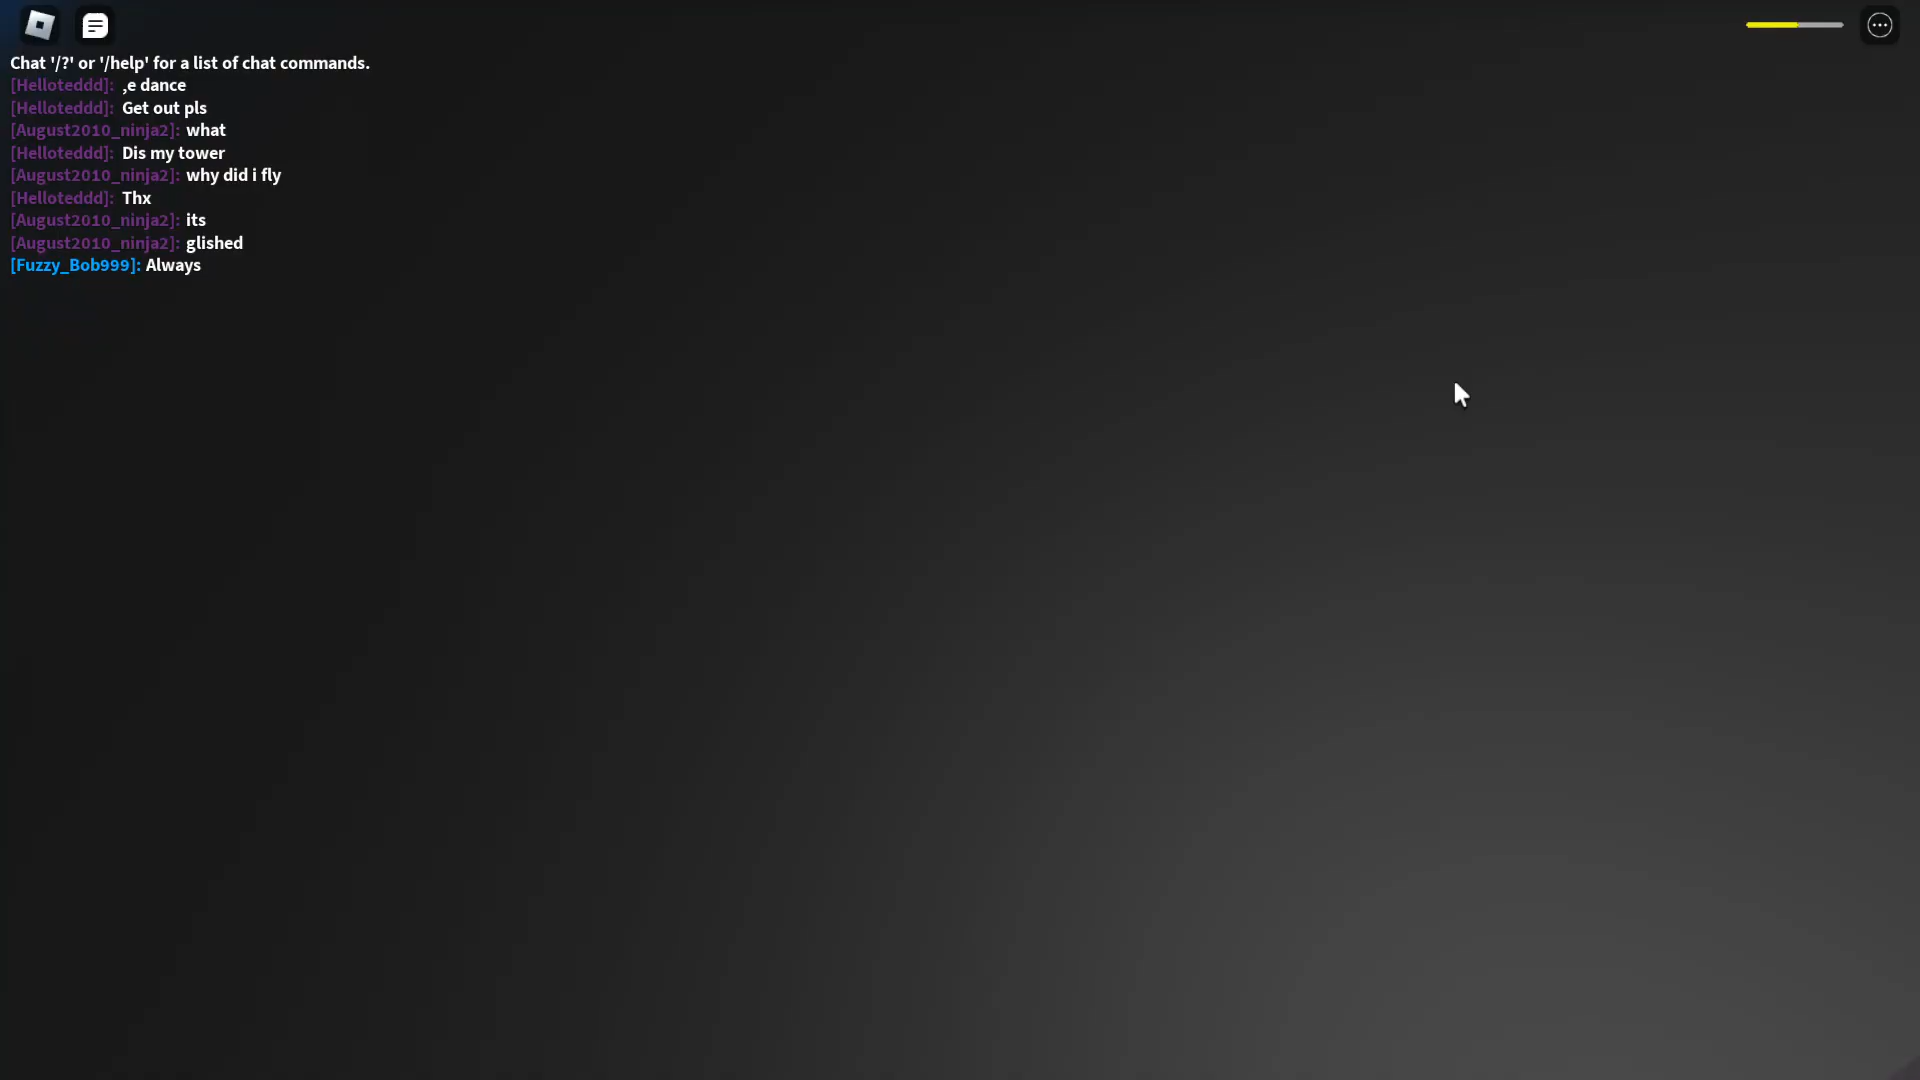 Chat '/?' or '/help' for a list of chat commands.
[Helloteddd]: ,e dance
[Helloteddd]: Get out pls
[August2010_ninja2]: what
[Helloteddd]: Dis my tower
[August2010_ninja2]: why did i fly
[Helloteddd]: Thx
[August2010_ninja2]: its
[August2010_ninja2]: glished
[Fuzzy_Bob999]: Always